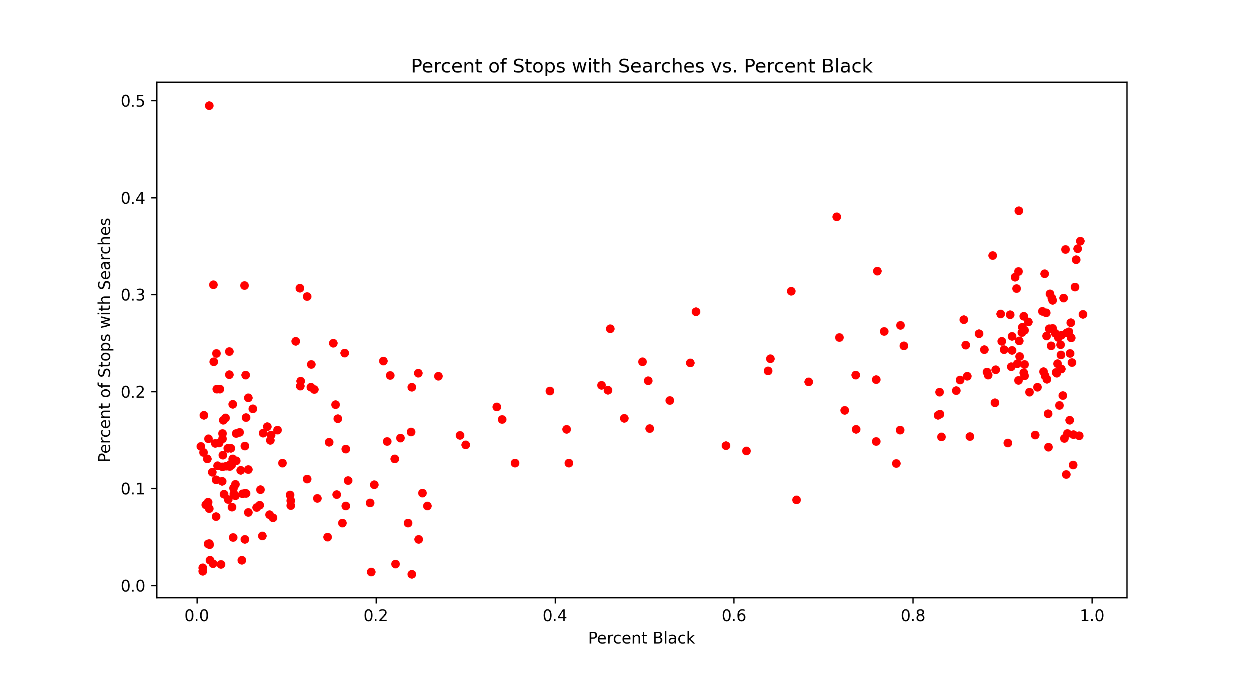 Percent of Stops with Searches vs. Percent Black
Percent of Stops with Searches
0.5
0.4
0.3
0.2
0.1
0.0
0.0 0.2 0.4 0.6 0.8 1.0
Percent Black